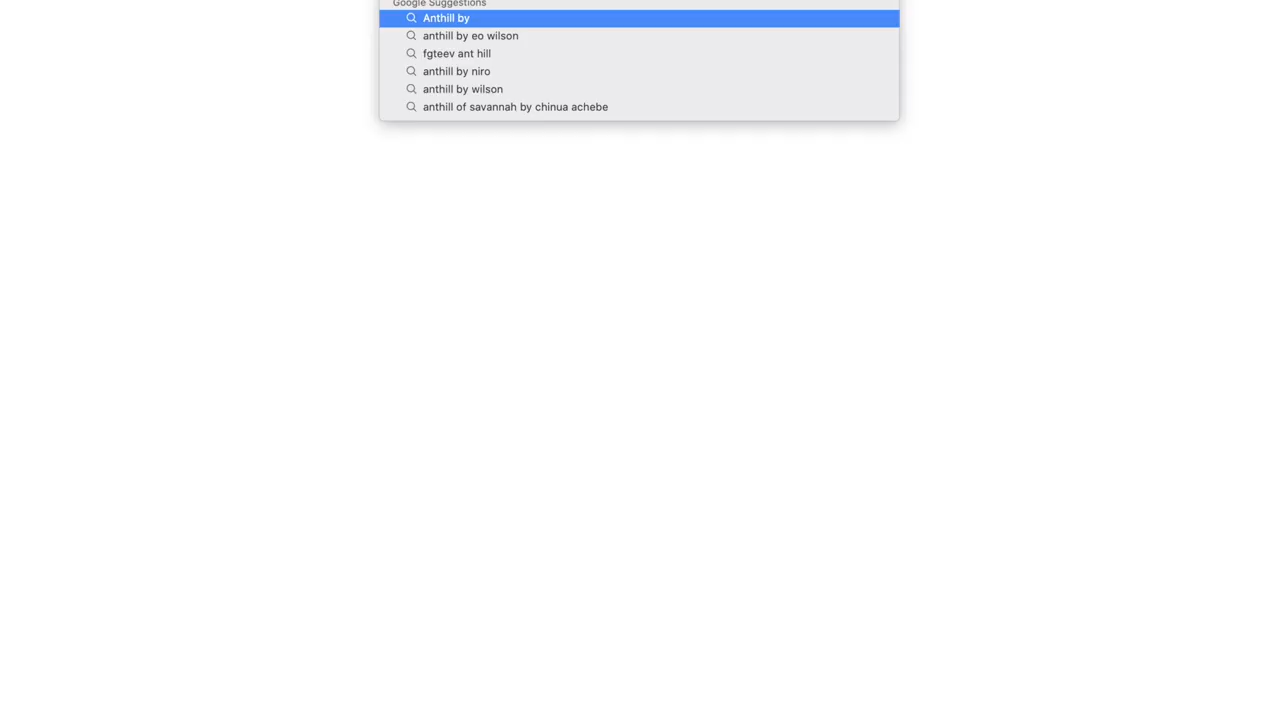 Google Suggestions
Anthill by
anthill by eo wilson
fgteev ant hill
anthill by niro
anthill by wilson
anthill of savannah by chinua achebe